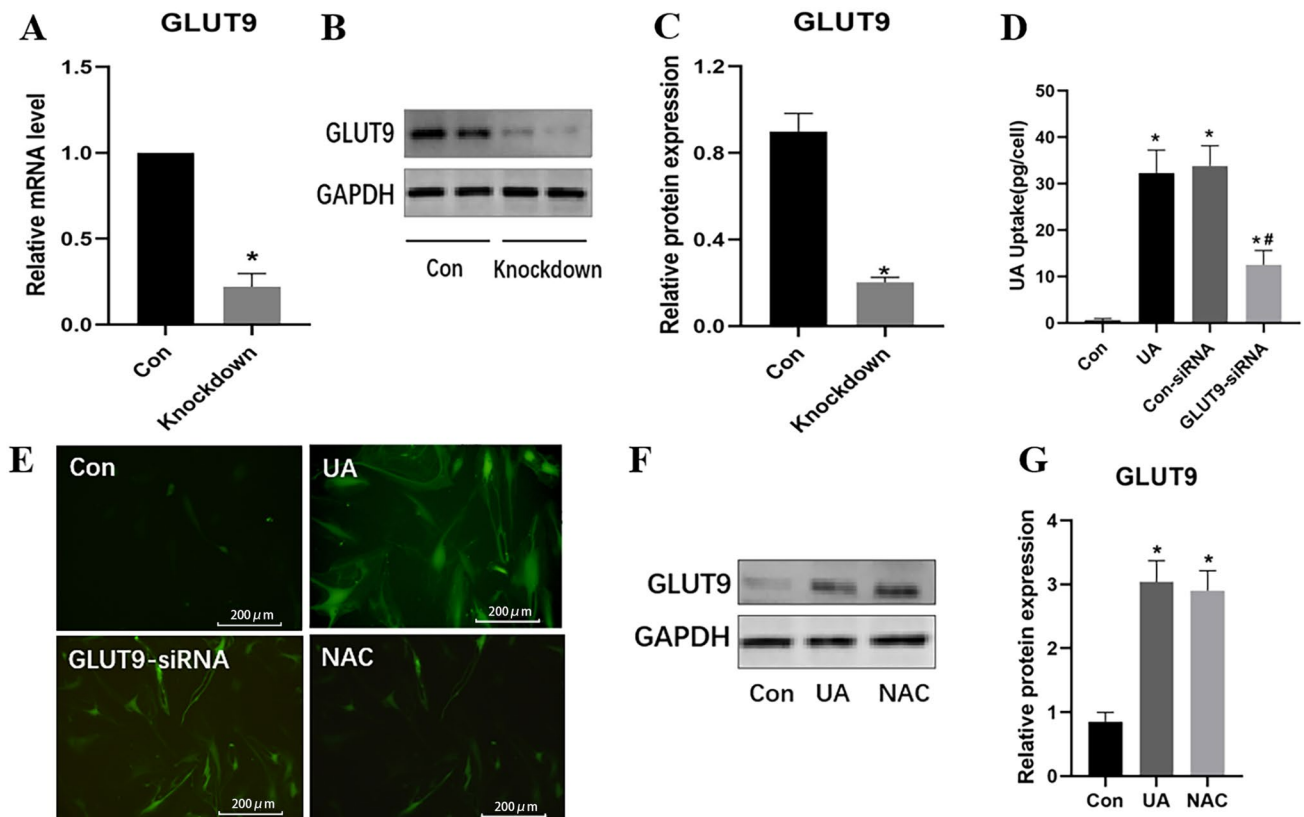 A
GLUT9
Relative mRNA level
1.5
1.0
0.5
0.0
*
Con
Knockdown
B
GLUT9
GAPDH
Con Knockdown
C
GLUT9
Relative protein expression
1.2
0.8
0.4
0.0
*
Con
Knockdown
D
UA Uptake(pg/cell)
50
40
30
20
10
0
* * *#
Con
UA
Con-siRNA
GLUT9-siRNA
E
Con
200μm
UA
200μm
GLUT9-siRNA
200μm
NAC
200μm
F
GLUT9
GAPDH
Con UA NAC
G
GLUT9
Relative protein expression
4
3
2
1
0
* *
Con UA NAC